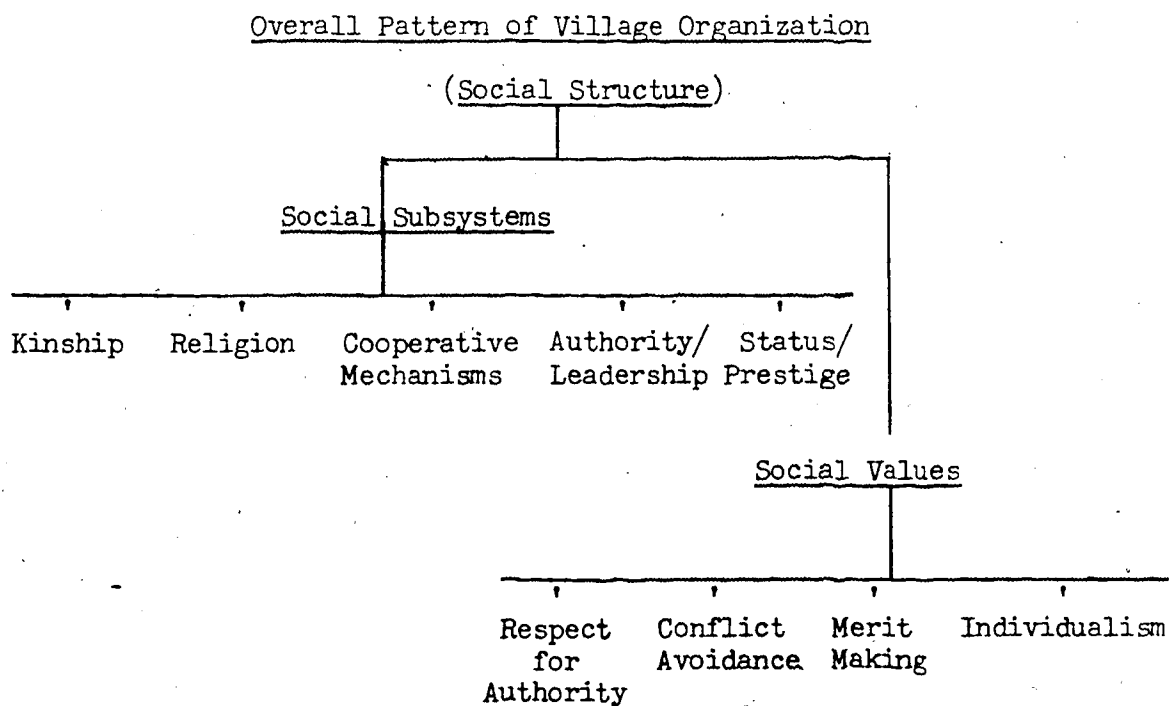 Overall Pattern of Village Organization
(Social Structure)
Social Subsystems
Kinship Religion Cooperative Authority/ Status/
Mechanisms Leadership Prestige
Social Values
Respect Conflict Merit Individualism
for Avoidance Making
Authority